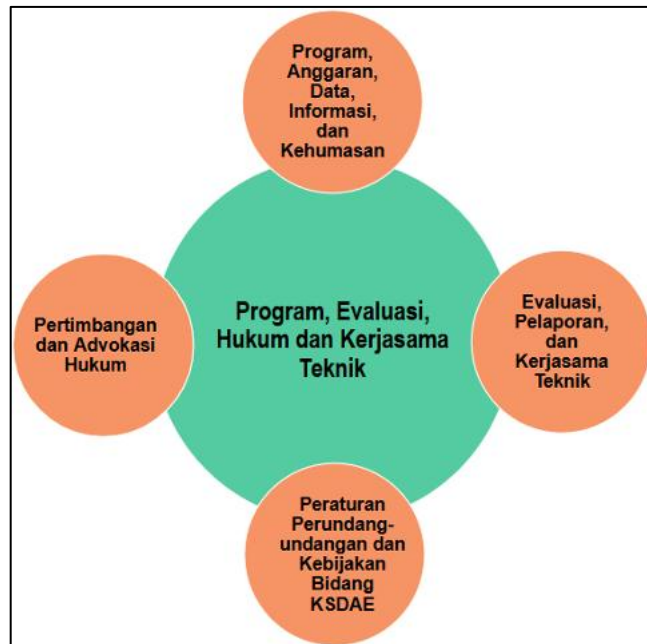 Program,
Anggaran,
Data,
Informasi,
dan
Kehumasan
Pertimbangan
dan Advokasi
Hukum
Program, Evaluasi,
Hukum dan Kerjasama
Teknik
Evaluasi,
Pelaporan,
dan
Kerjasama
Teknik
Peraturan
Perundang-
undangan dan
Kebijakan
Bidang
KSDAE